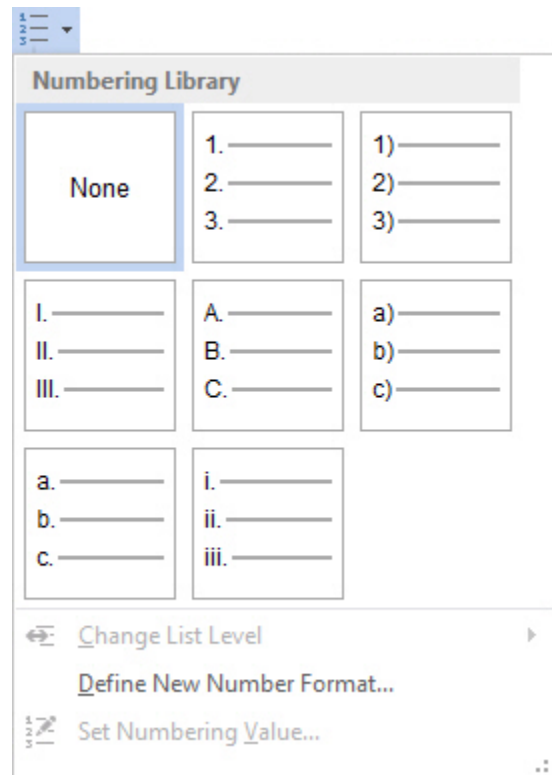 Numbering Library
None
1.
2.
3.
1)
2)
3)
I.
II.
III.
A.
B.
C.
a)
b)
c)
a.
b.
c.
i.
ii.
iii.
Change List Level
Define New Number Format...
Set Numbering Value...